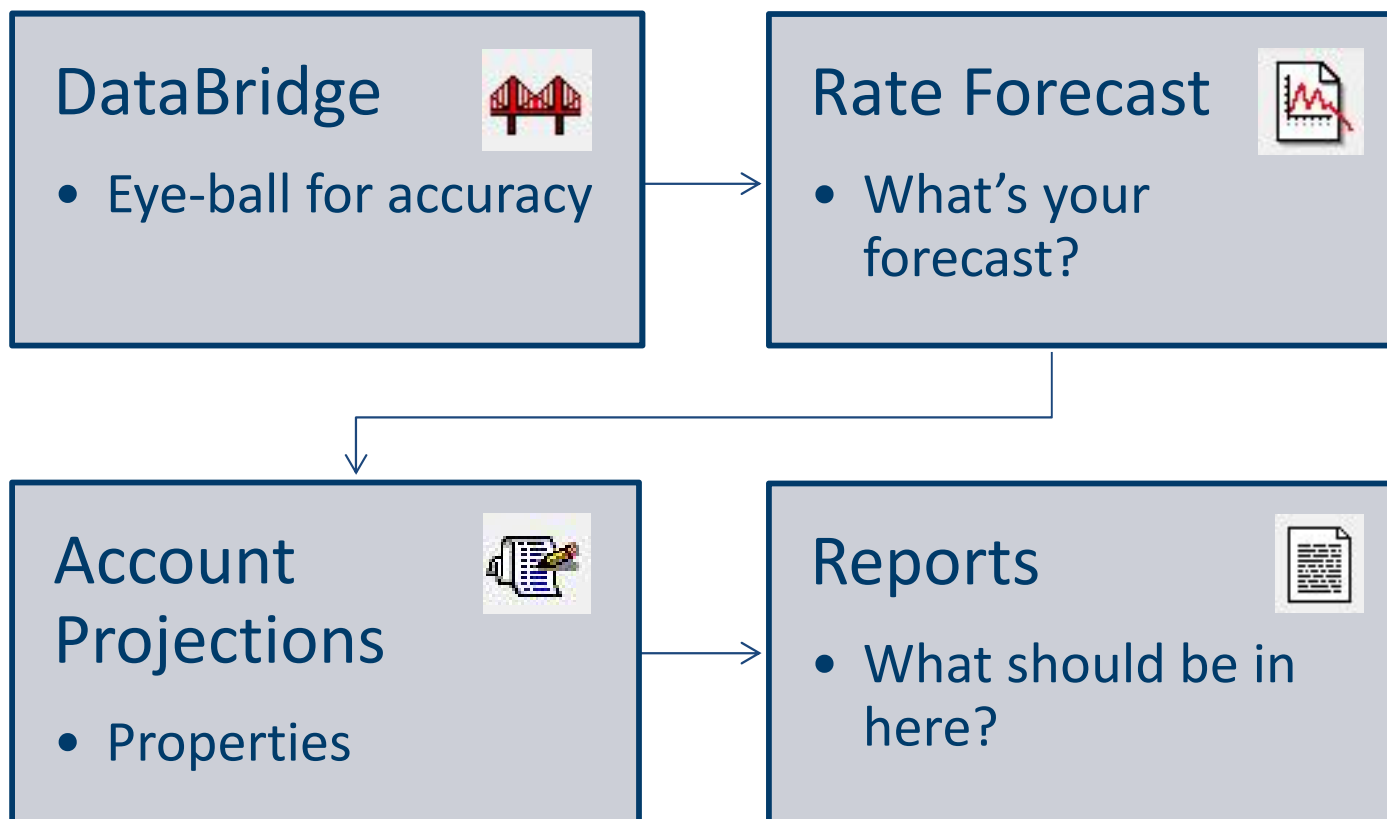 DataBridge
• Eye-ball for accuracy
Rate Forecast
• What’s your
forecast?
Account
Projections
• Properties
Reports
• What should be in
here?